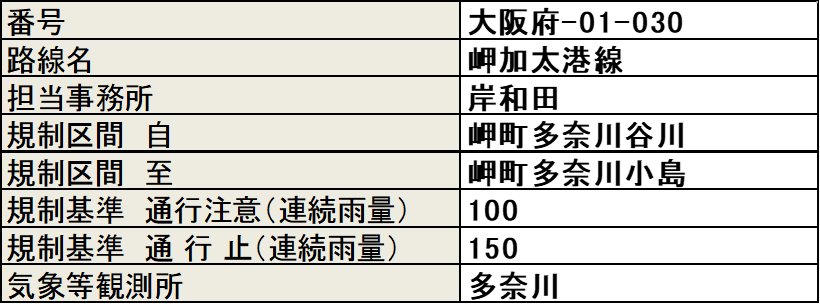 番号 大阪府-01-030
路線名 岬加太港線
担当事務所 岸和田
規制区間 自 岬町多奈川谷川
規制区間 至 岬町多奈川小島
規制基準 通行注意(連続雨量) 100
規制基準 通 行 止(連続雨量) 150
気象等観測所 多奈川